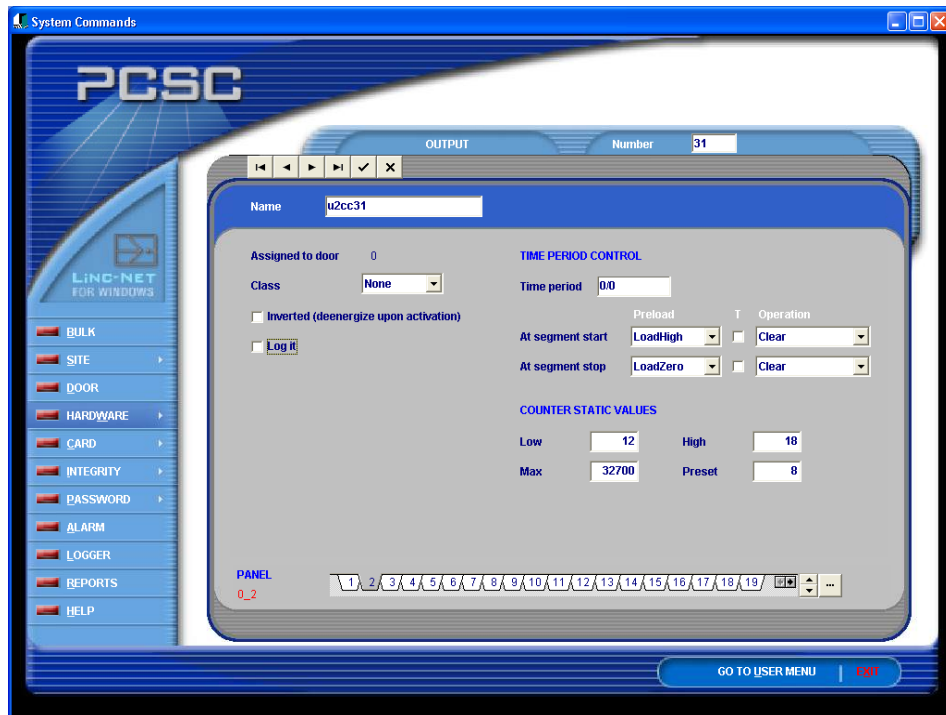 System Commands
PCSC
OUTPUT
Number 31
Name u2cc31
LiNC-NET
FOR WINDOWS
BULK
SITE
DOOR
HARDWARE
CARD
INTEGRITY
PASSWORD
ALARM
LOGGER
REPORTS
HELP
Assigned to door 0
Class None
Inverted (deenergize upon activation)
Log it
TIME PERIOD CONTROL
Time period 0/0
Preload T Operation
At segment start LoadHigh Clear
At segment stop LoadZero Clear
COUNTER STATIC VALUES
Low 12 High 18
Max 32700 Preset 8
PANEL
0_2
1 2 3 4 5 6 7 8 9 10 11 12 13 14 15 16 17 18 19
...
GO TO USER MENU |